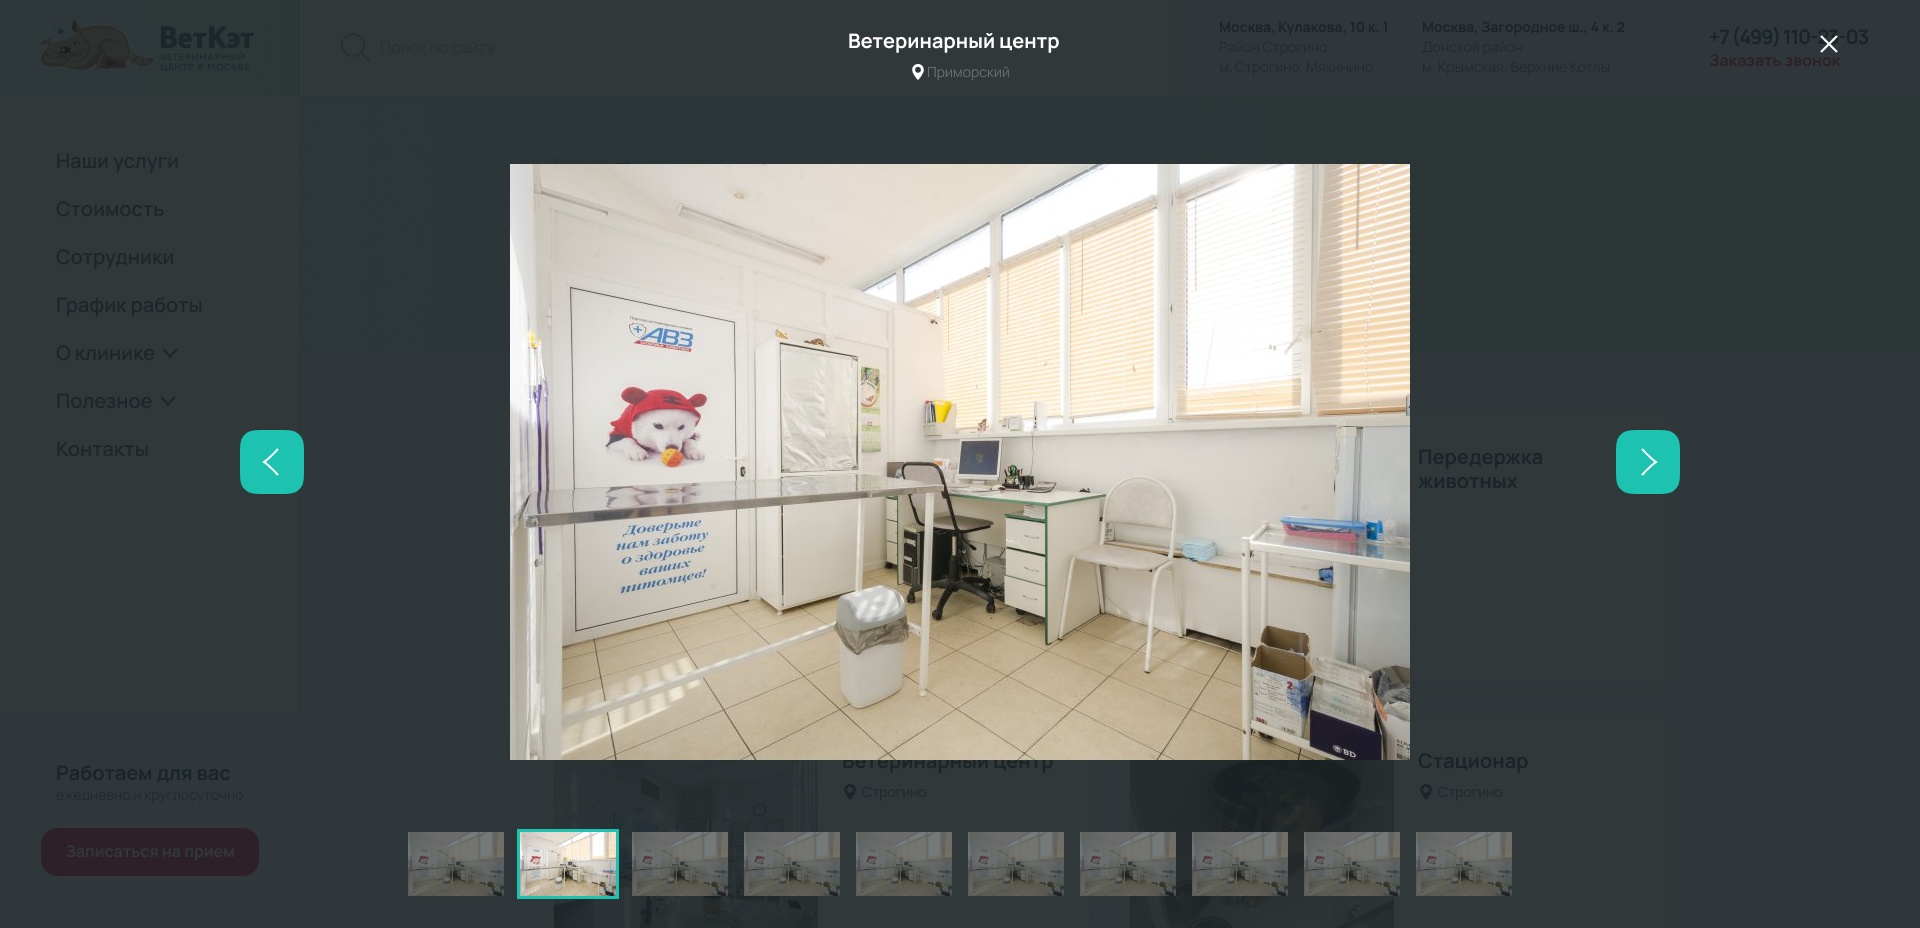 ВетКэт
ВЕТЕРИНАРНЫЙ
ЦЕНТР В МОСКВЕ
Поиск по сайту
Ветеринарный центр
Приморский
Москва, Кулакова, 10 к. 1
Район Строгино
м. Строгино, Мякинино
Москва, Загородное ш., 4 к. 2
Донской район
м. Крымская, Верхние Котлы
+7 (499) 110-03
Заказать звонок
Наши услуги
Стоимость
Сотрудники
График работы
О клинике
Полезное
Контакты
АВЗ
Доверьте
нам заботу
о здоровье
ваших
питомцев!
2
BD
Передержка
животных
Работаем для вас
ежедневно и круглосуточно
Записаться на прием
Ветеринарный центр
Строгино
Стационар
Строгино